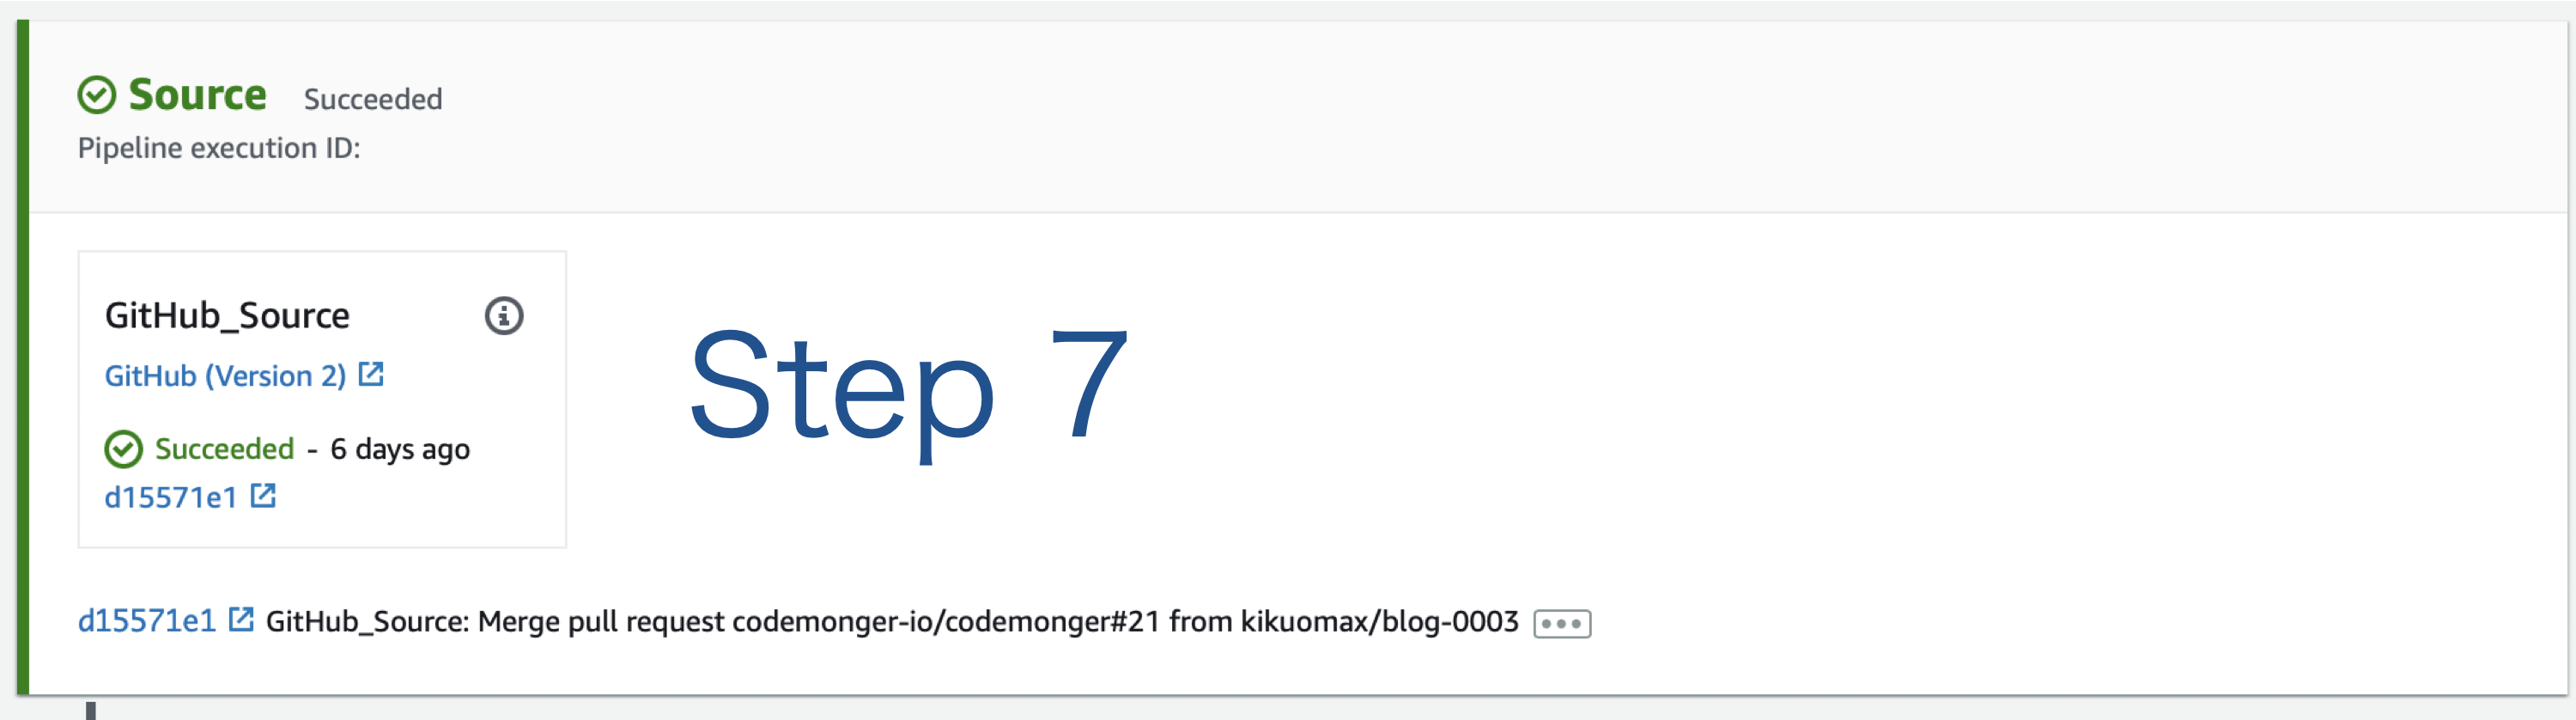 Source Succeeded
Pipeline execution ID:
GitHub_Source
GitHub (Version 2)
Succeeded - 6 days ago
d15571e1
Step 7
d15571e1 GitHub_Source: Merge pull request codemonger-io/codemonger#21 from kikuomax/blog-0003